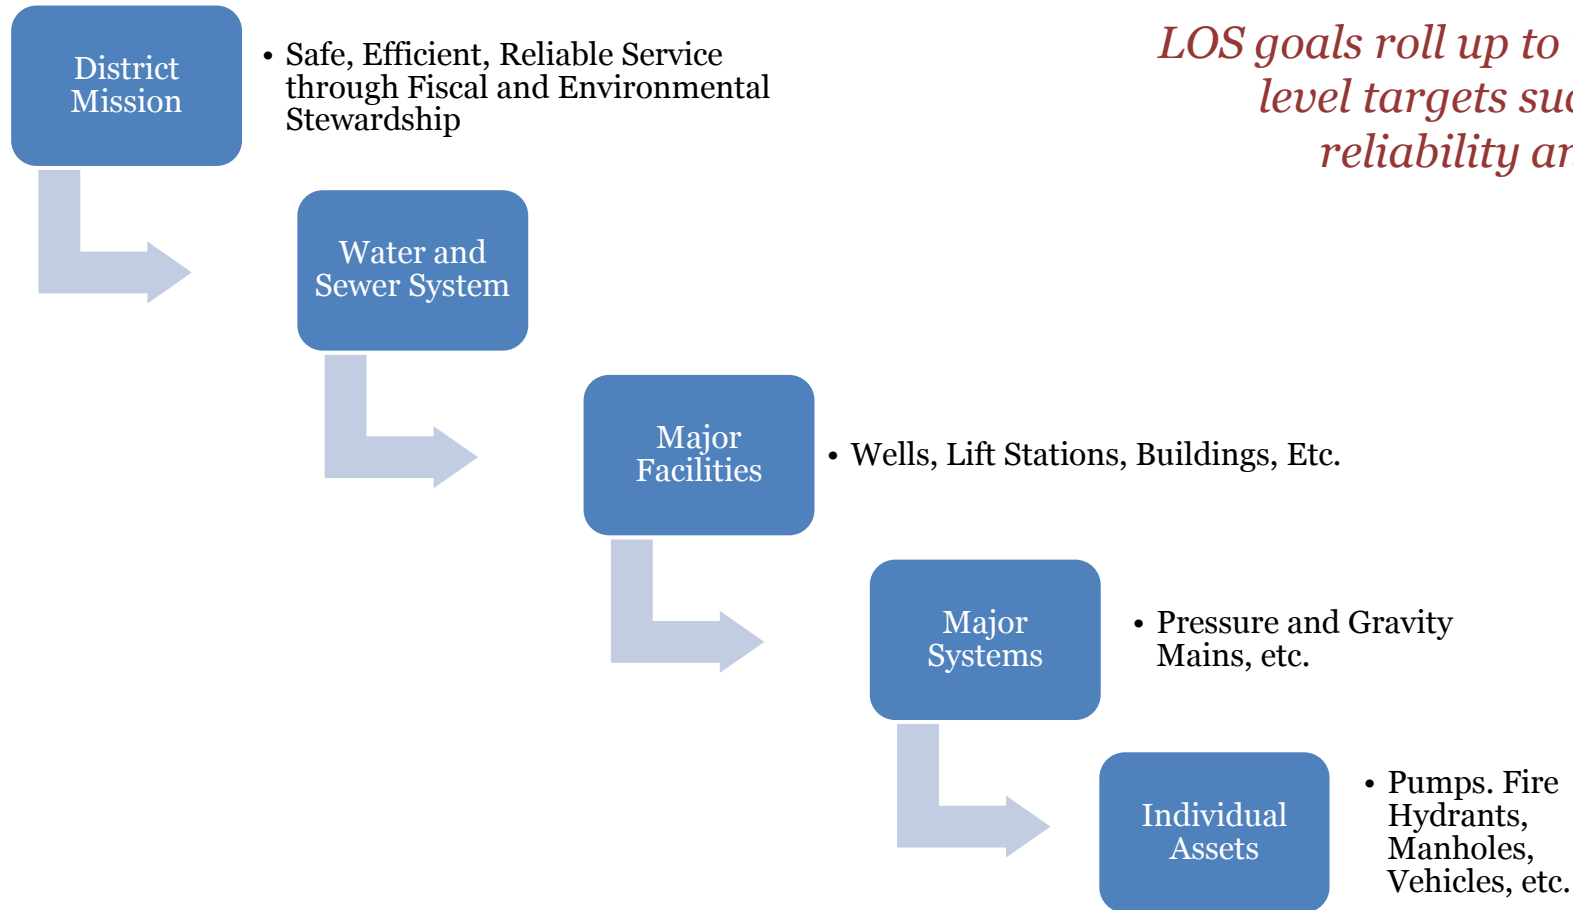 District
Mission
• Safe, Efficient, Reliable Service
through Fiscal and Environmental
Stewardship
LOS goals roll up to
level targets
reliability
Water and
Sewer System
Major
Facilities
• Wells, Lift Stations, Buildings, Etc.
Major
Systems
• Pressure and Gravity
Mains, etc.
Individual
Assets
• Pumps. Fire
Hydrants,
Manholes,
Vehicles, etc.